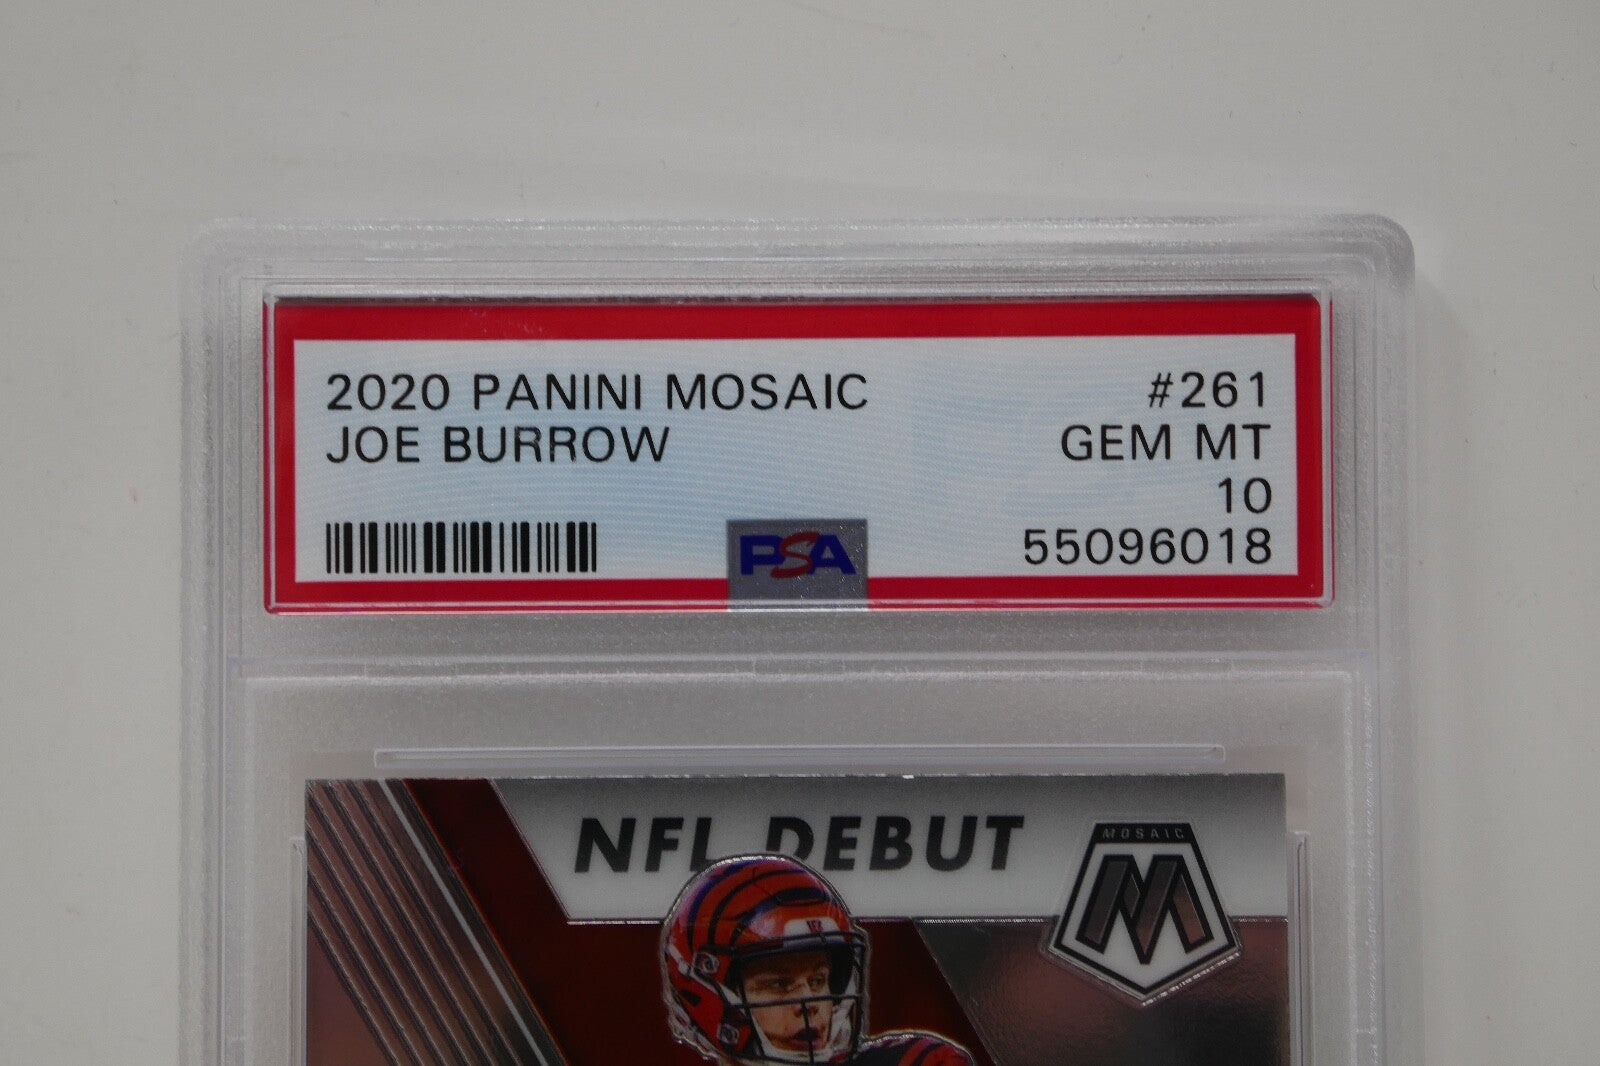 2020 PANINI MOSAIC #261
JOE BURROW GEM MT
10
PSA 55096018
NFL DEBUT
MOSAIC
M